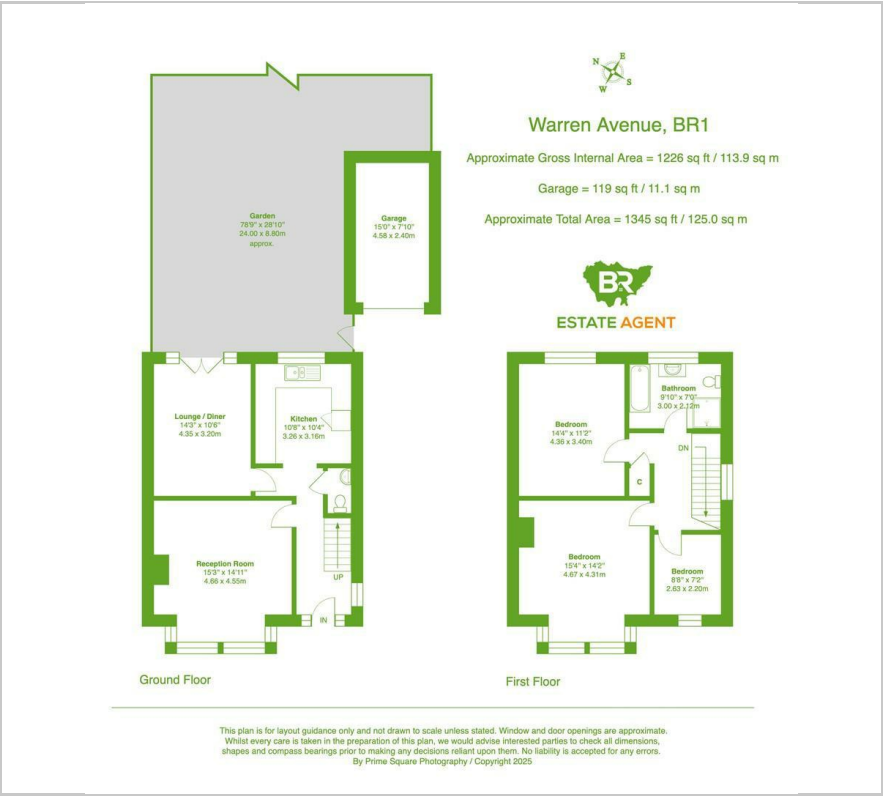 N
E
S
W
Warren Avenue, BR1
Approximate Gross Internal Area = 1226 sq ft / 113.9 sq m
Garage = 119 sq ft / 11.1 sq m
Approximate Total Area = 1345 sq ft / 125.0 sq m
BR
ESTATE AGENT
Garden
78'9" x 28'10"
24.00 x 8.80m
approx.
Garage
15'0" x 7'10"
4.58 x 2.40m
Lounge / Diner
14'3" x 10'6"
4.35 x 3.20m
Kitchen
10'8" x 10'4"
3.26 x 3.16m
Reception Room
15'3" x 14'11"
4.66 x 4.55m
UP
IN
Ground Floor
Bedroom
14'4" x 11'2"
4.36 x 3.40m
Bathroom
9'10" x 7'0"
3.00 x 2.12m
DN
C
Bedroom
15'4" x 14'2"
4.67 x 4.31m
Bedroom
8'8" x 7'2"
2.63 x 2.20m
First Floor
This plan is for layout guidance only and not drawn to scale unless stated. Window and door openings are approximate.
Whilst every care is taken in the preparation of this plan, we would advise interested parties to check all dimensions,
shapes and compass bearings prior to making any decisions reliant upon them. No liability is accepted for any errors.
By Prime Square Photography / Copyright 2025